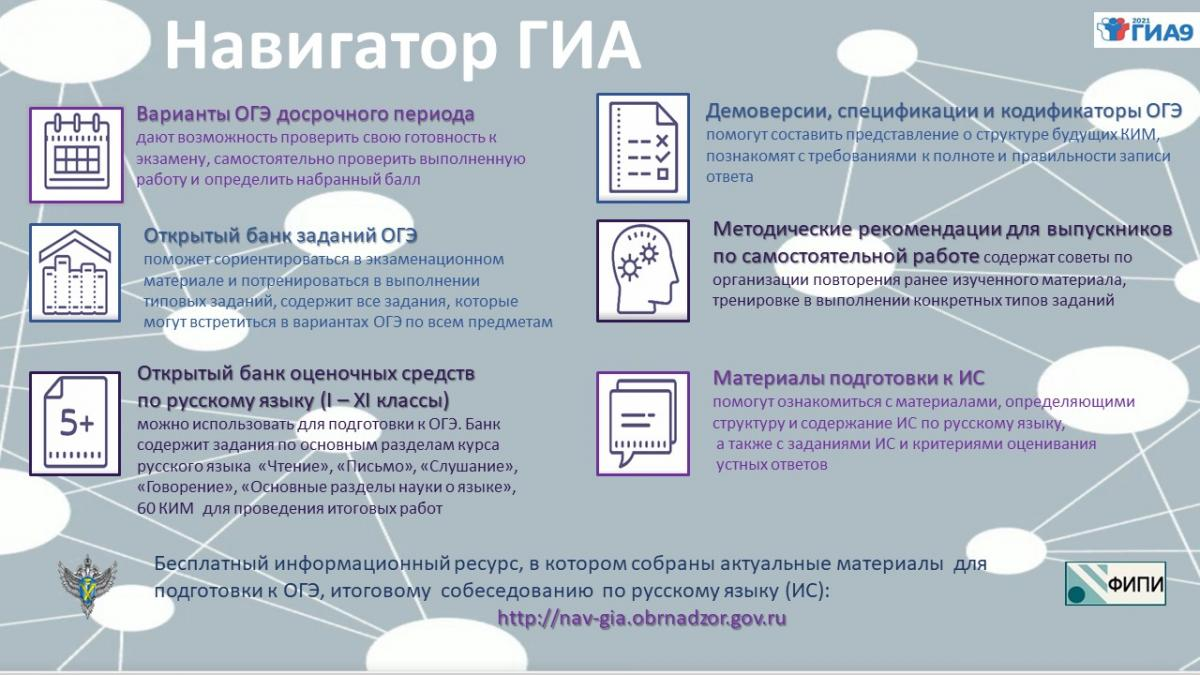 Навигатор ГИА
2021
ГИА9
Варианты ОГЭ досрочного периода
дают возможность проверить свою готовность к
экзамену, самостоятельно проверить выполненную
работу и определить набранный балл
Открытый банк заданий ОГЭ
поможет сориентироваться в экзаменационном
материале и потренироваться в выполнении
типовых заданий, содержит все задания, которые
могут встретиться в вариантах ОГЭ по всем предметам
5+
Открытый банк оценочных средств
по русскому языку (I – XI классы)
можно использовать для подготовки к ОГЭ. Банк
содержит задания по основным разделам курса
русского языка «Чтение», «Письмо», «Слушание»,
«Говорение», «Основные разделы науки о языке»,
60 КИМ для проведения итоговых работ
Демоверсии, спецификации и кодификаторы ОГЭ
помогут составить представление о структуре будущих КИМ,
познакомят с требованиями к полноте и правильности записи
ответа
Методические рекомендации для выпускников
по самостоятельной работе содержат советы по
организации повторения ранее изученного материала,
тренировке в выполнении конкретных типов заданий
Материалы подготовки к ИС
помогут ознакомиться с материалами, определяющими
структуру и содержание ИС по русскому языку,
а также с заданиями ИС и критериями оценивания
устных ответов
Бесплатный информационный ресурс, в котором собраны актуальные материалы для
подготовки к ОГЭ, итоговому собеседованию по русскому языку (ИС):
http://nav-gia.obrnadzor.gov.ru
ФИПИ